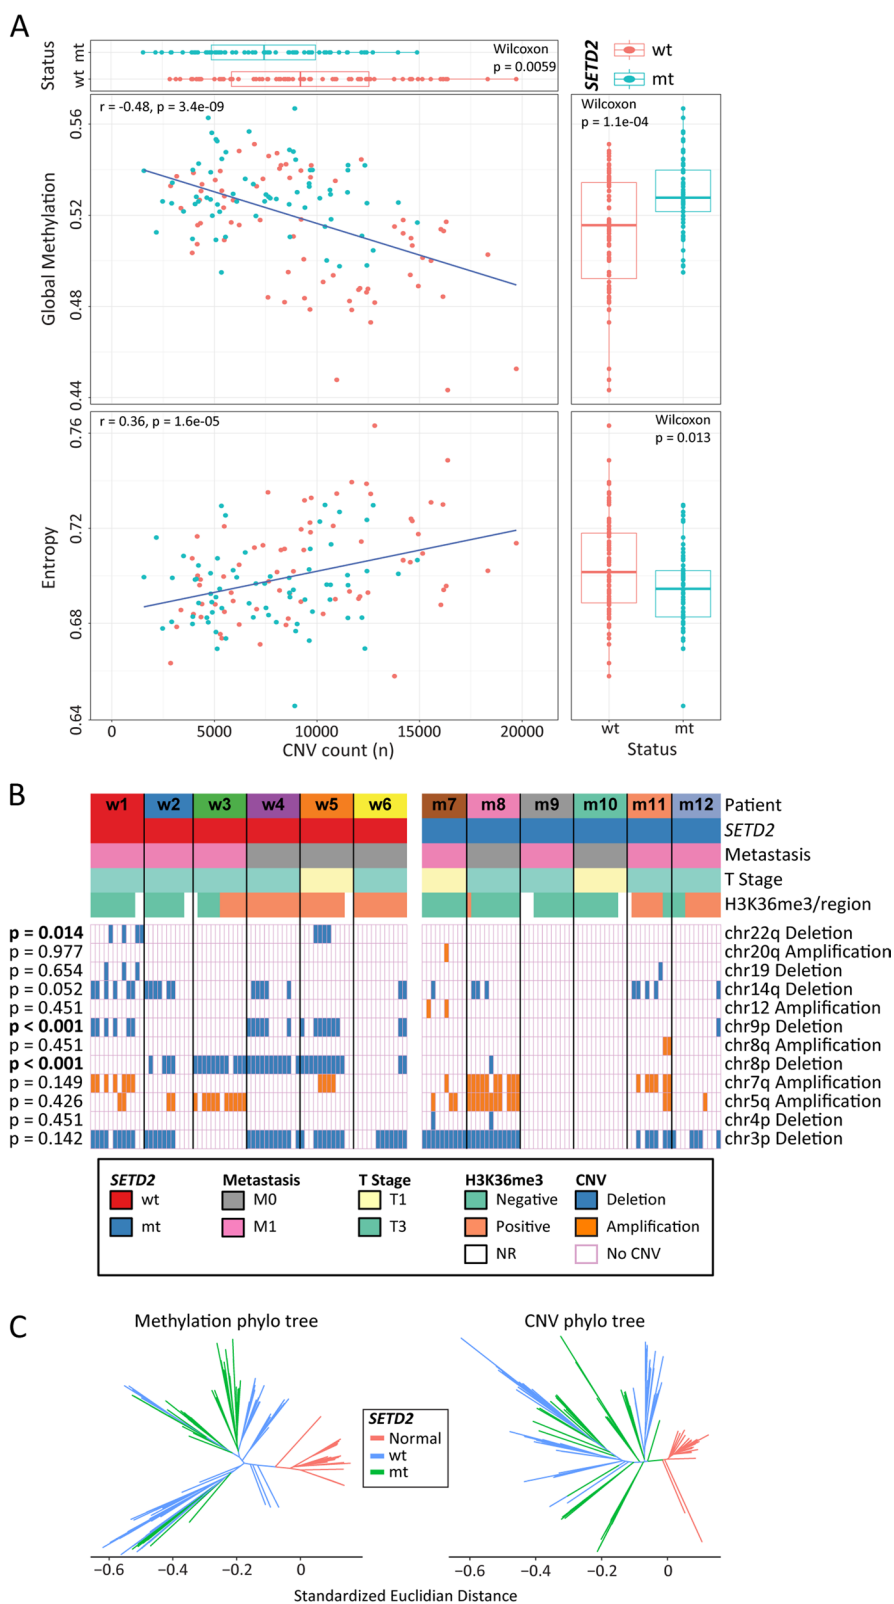 A
Status
wt mt
Wilcoxon
p = 0.0059
SETD2
wt
mt
r = -0.48, p = 3.4e-09
Wilcoxon
p = 1.1e-04
Global Methylation
0.56
0.52
0.48
0.44
r = 0.36, p = 1.6e-05
Wilcoxon
p = 0.013
Entropy
0.76
0.72
0.68
0.64
0 5000 10000 15000 20000
CNV count (n)
wt mt
Status
B
w1 w2 w3 w4 w5 w6 m7 m8 m9 m10 m11 m12 Patient
SETD2
Metastasis
T Stage
H3K36me3/region
p = 0.014 chr22q Deletion
p = 0.977 chr20q Amplification
p = 0.654 chr19 Deletion
p = 0.052 chr14q Deletion
p = 0.451 chr12 Amplification
p < 0.001 chr9p Deletion
p = 0.451 chr8q Amplification
p < 0.001 chr8p Deletion
p = 0.149 chr7q Amplification
p = 0.426 chr5q Amplification
p = 0.451 chr4p Deletion
p = 0.142 chr3p Deletion
SETD2 Metastasis T Stage H3K36me3 CNV
wt M0 T1 Negative Deletion
mt M1 T3 Positive Amplification
NR No CNV
C
Methylation phylo tree CNV phylo tree
SETD2
Normal
wt
mt
−0.6 −0.4 −0.2 0 −0.6 −0.4 −0.2 0
Standardized Euclidian Distance